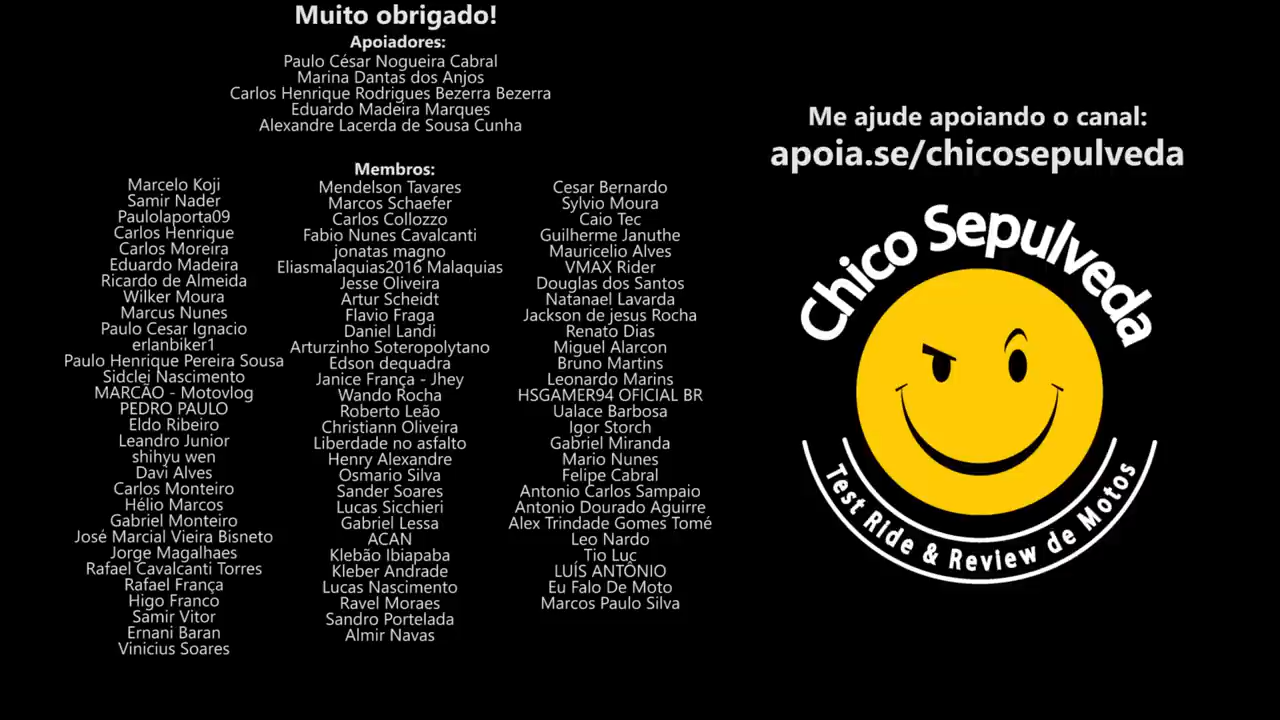 Muito obrigado!
Apoiadores:
Paulo César Nogueira Cabral
Marina Dantas dos Anjos
Carlos Henrique Rodrigues Bezerra Bezerra
Eduardo Madeira Marques
Alexandre Lacerda de Sousa Cunha
Membros:
Marcelo Koji
Samir Nader
Paulolaporta09
Carlos Henrique
Carlos Moreira
Eduardo Madeira
Ricardo de Almeida
Wilker Moura
Marcus Nunes
Paulo Cesar Ignacio
erlanbiker1
Paulo Henrique Pereira Sousa
Sidclei Nascimento
MARCÃO - Motovlog
PEDRO PAULO
Eldo Ribeiro
Leandro Junior
shihyu wen
Davi Alves
Carlos Monteiro
Hélio Marcos
Gabriel Monteiro
José Marcial Vieira Bisneto
Jorge Magalhaes
Rafael Cavalcanti Torres
Rafael França
Higo Franco
Samir Vitor
Ernani Baran
Vinicius Soares
Mendelson Tavares
Marcos Schaefer
Carlos Collozzo
Fabio Nunes Cavalcanti
jonatas magno
Eliasmalaquias2016 Malaquias
Jesse Oliveira
Artur Scheidt
Flavio Fraga
Daniel Landi
Arturzinho Soteropolytano
Edson dequadra
Janice França - Jhey
Wando Rocha
Roberto Leão
Christiann Oliveira
Liberdade no asfalto
Henry Alexandre
Osmario Silva
Sander Soares
Lucas Sicchieri
Gabriel Lessa
ACAN
Klebão Ibiapaba
Kleber Andrade
Lucas Nascimento
Ravel Moraes
Sandro Portelada
Almir Navas
Cesar Bernardo
Sylvio Moura
Caio Tec
Guilherme Januthe
Mauricelio Alves
VMAX Rider
Douglas dos Santos
Natanael Lavarda
Jackson de jesus Rocha
Renato Dias
Miguel Alarcon
Bruno Martins
Leonardo Marins
HSGAMER94 OFICIAL BR
Ualace Barbosa
Igor Storch
Gabriel Miranda
Mario Nunes
Felipe Cabral
Antonio Carlos Sampaio
Antonio Dourado Aguirre
Alex Trindade Gomes Tomé
Leo Nardo
Tio Luc
LUÍS ANTÔNIO
Eu Falo De Moto
Marcos Paulo Silva
Me ajude apoiando o canal:
apoia.se/chicosepulveda
Chico Sepulveda
Test Ride & Review de Motos